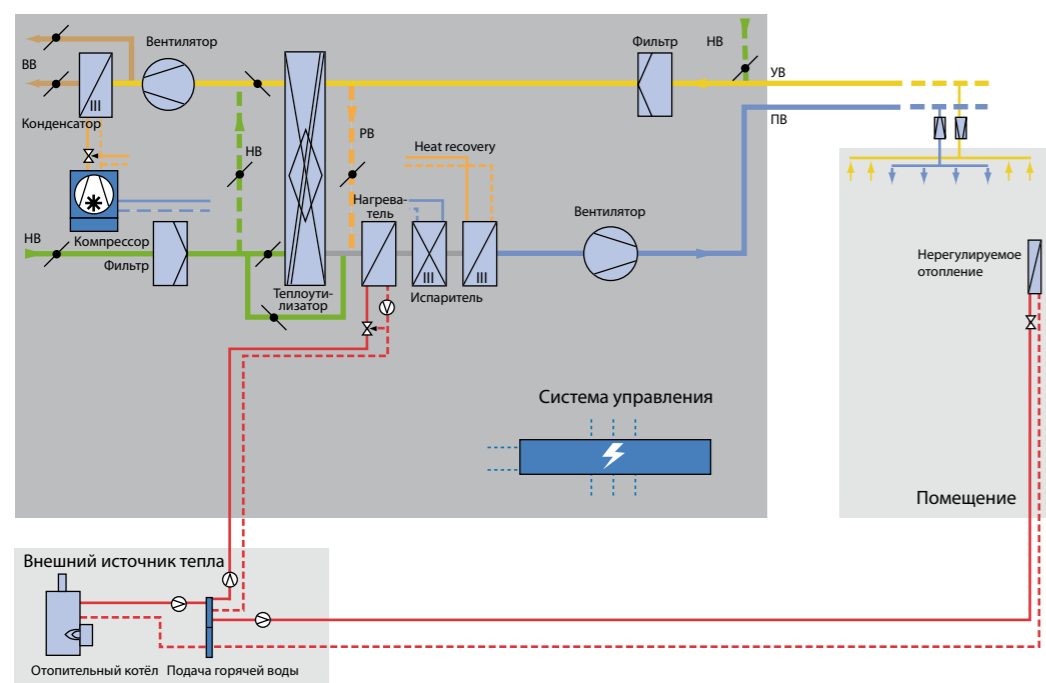 Вентилятор
Фильтр
НВ
ВВ
УВ
Конденсатор
ПВ
НВ
РВ
Heat recovery
Нагрева-
тель
Вентилятор
НВ
Компрессор
Фильтр
Теплоути-
лизатор
Испаритель
Нерегулируемое
отопление
Система управления
Помещение
Внешний источник тепла
Отопительный котёл
Подача горячей воды